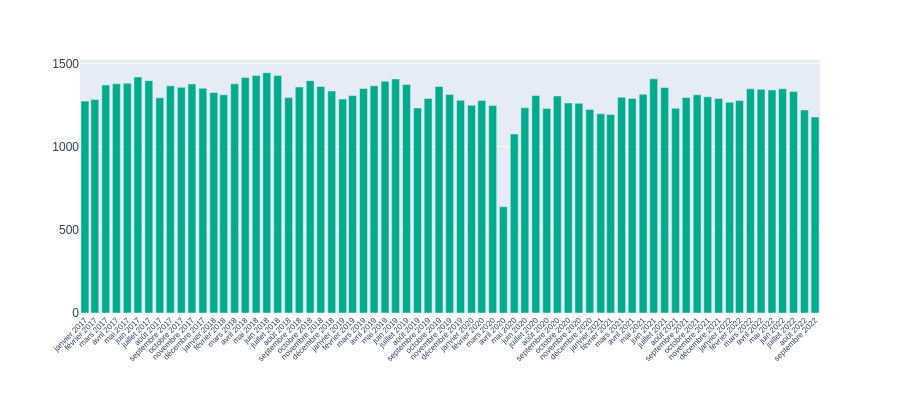 1500
1000
500
0
janvier 2017
février 2017
mars 2017
avril 2017
mai 2017
juin 2017
juillet 2017
août 2017
septembre 2017
octobre 2017
novembre 2017
décembre 2017
janvier 2018
février 2018
mars 2018
avril 2018
mai 2018
juin 2018
juillet 2018
août 2018
septembre 2018
octobre 2018
novembre 2018
décembre 2018
janvier 2019
février 2019
mars 2019
avril 2019
mai 2019
juin 2019
juillet 2019
août 2019
septembre 2019
octobre 2019
novembre 2019
décembre 2019
janvier 2020
février 2020
mars 2020
avril 2020
mai 2020
juin 2020
juillet 2020
août 2020
septembre 2020
octobre 2020
novembre 2020
décembre 2020
janvier 2021
février 2021
mars 2021
avril 2021
mai 2021
juin 2021
juillet 2021
août 2021
septembre 2021
octobre 2021
novembre 2021
décembre 2021
janvier 2022
février 2022
mars 2022
avril 2022
mai 2022
juin 2022
juillet 2022
août 2022
septembre 2022